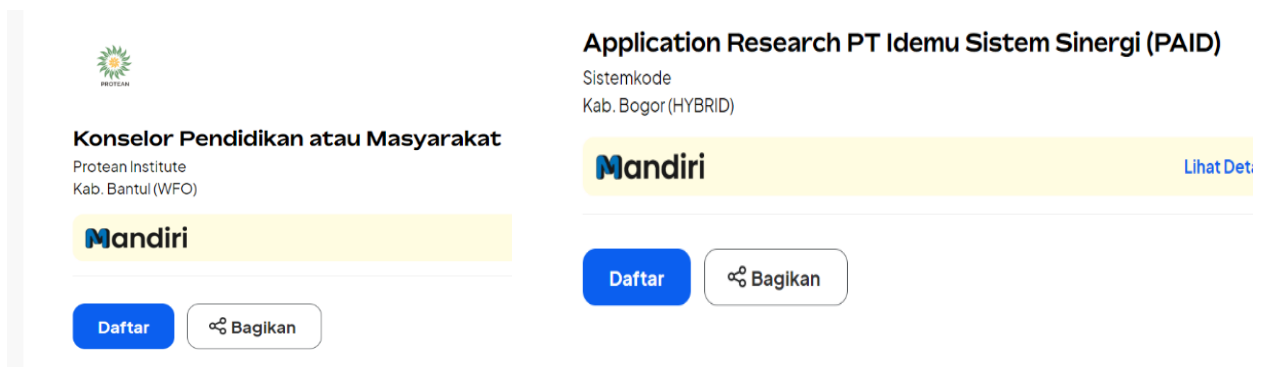 PROTEAN
Konselor Pendidikan atau Masyarakat
Protean Institute
Kab. Bantul (WFO)
Mandiri
Daftar
Bagikan
Application Research PT Idemu Sistem Sinergi (PAID)
Sistemkode
Kab. Bogor (HYBRID)
Mandiri
Lihat Deta
Daftar
Bagikan